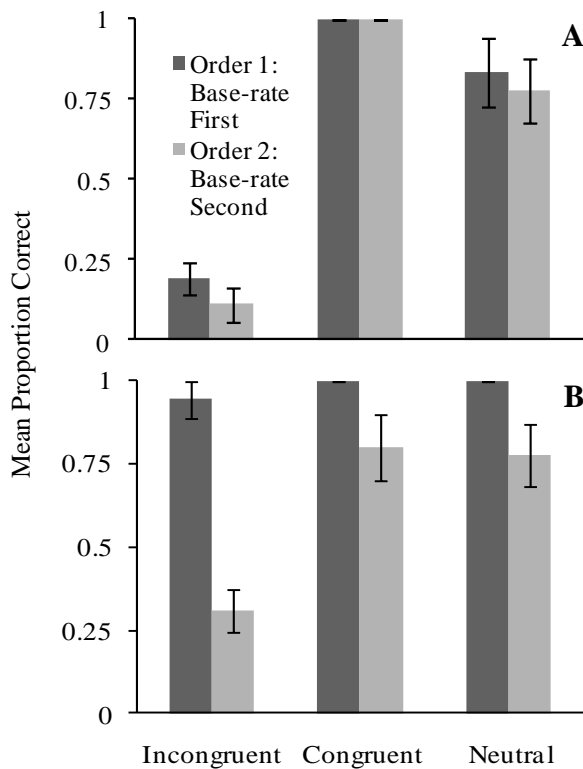 1
A
Order 1:
Base-rate
First
Order 2:
Base-rate
Second
0.75
0.5
0.25
0
Mean Proportion Correct
1
B
0.75
0.5
0.25
0
Incongruent Congruent Neutral